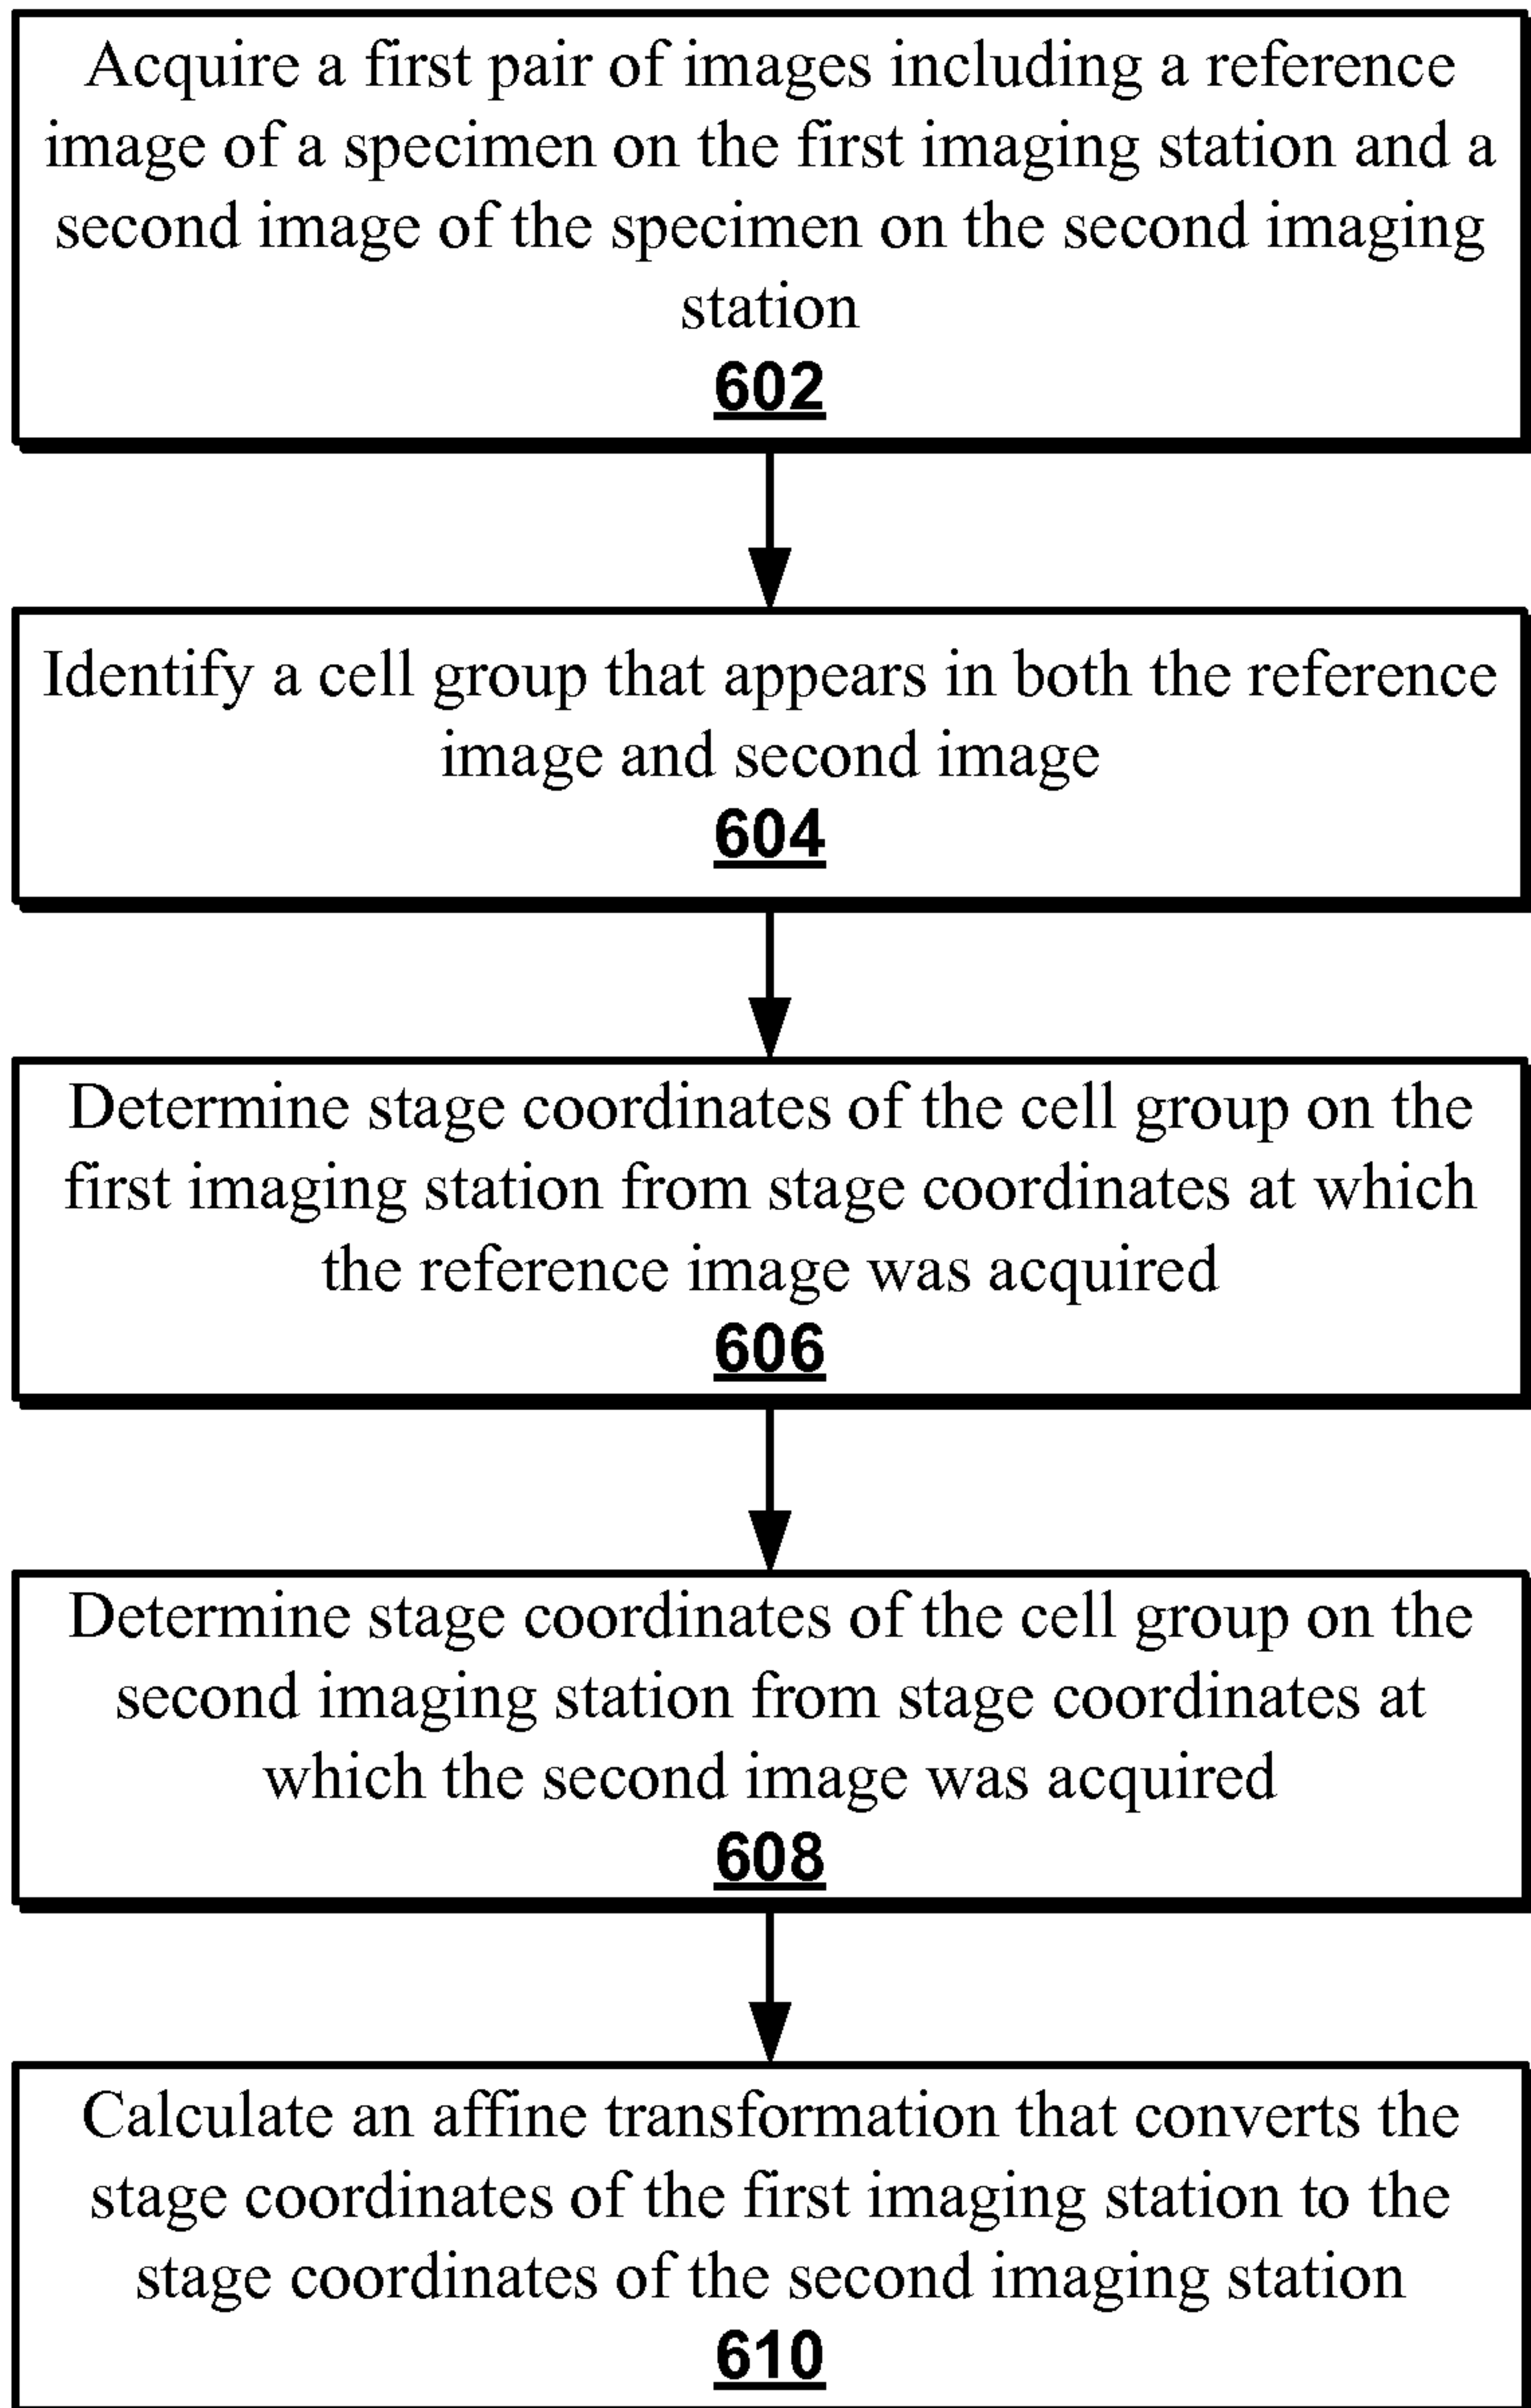 Acquire a first pair of images including a reference
image of a specimen on the first imaging station and a
second image of the specimen on the second imaging
station
602
Identify a cell group that appears in both the reference
image and second image
604
Determine stage coordinates of the cell group on the
first imaging station from stage coordinates at which
the reference image was acquired
606
Determine stage coordinates of the cell group on the
second imaging station from stage coordinates at
which the second image was acquired
608
Calculate an affine transformation that converts the
stage coordinates of the first imaging station to the
stage coordinates of the second imaging station
610